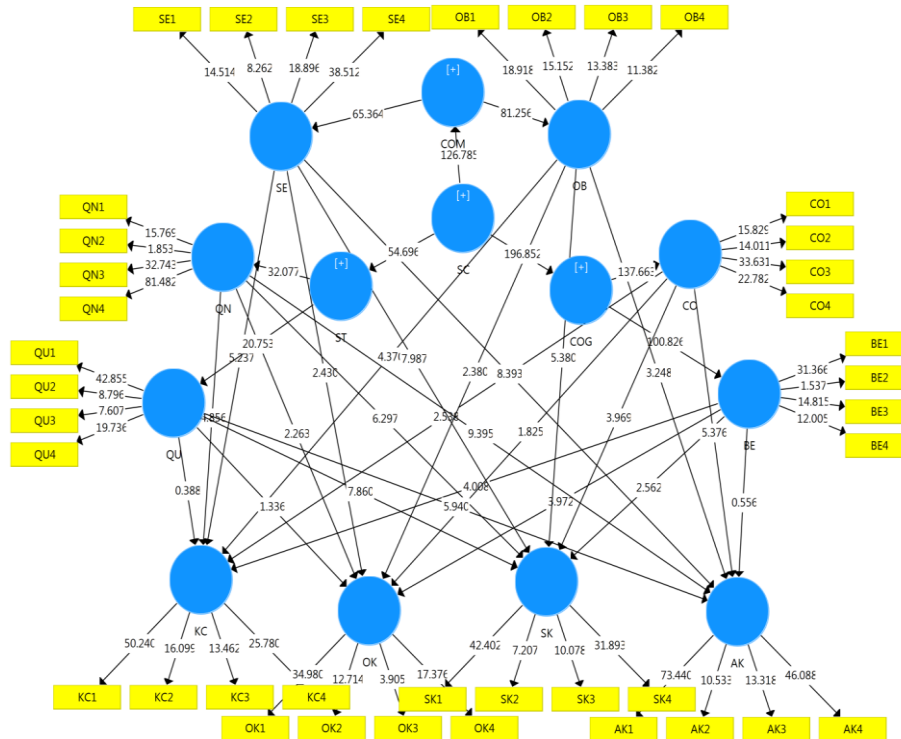 SE1 SE2 SE3 SE4 OB1 OB2 OB3 OB4
14.514 8.262 18.896 38.512 18.918 15.152 13.383 11.382
[+]
65.364 81.256
COM
126.785
SE OB
[+]
SC
QN1 CO1
QN2 CO2
QN3 CO3
QN4 CO4
15.769 15.829
1.853 14.011
32.743 33.631
81.482 22.782
54.696 196.852
[+] [+]
32.077 137.663
QN ST COG CO
20.753 100.826
5.237 4.376 7.987 5.380
2.430 2.380 8.393 3.248
QU1 BE1
QU2 BE2
QU3 BE3
QU4 BE4
42.855 31.366
8.796 1.537
7.607 14.815
19.736 12.005
QU BE
6.297 2.538 3.969
2.263 9.395 1.825 5.376
0.388 1.336 7.860 5.940 4.008 3.972 2.562 0.556
KC OK SK AK
50.240 16.099 13.462 25.780
34.980 12.714 3.905 17.376
42.402 7.207 10.078 31.893
73.440 10.533 13.318 46.088
KC1 KC2 KC3 KC4 SK1 SK2 SK3 SK4
OK1 OK2 OK3 OK4 AK1 AK2 AK3 AK4